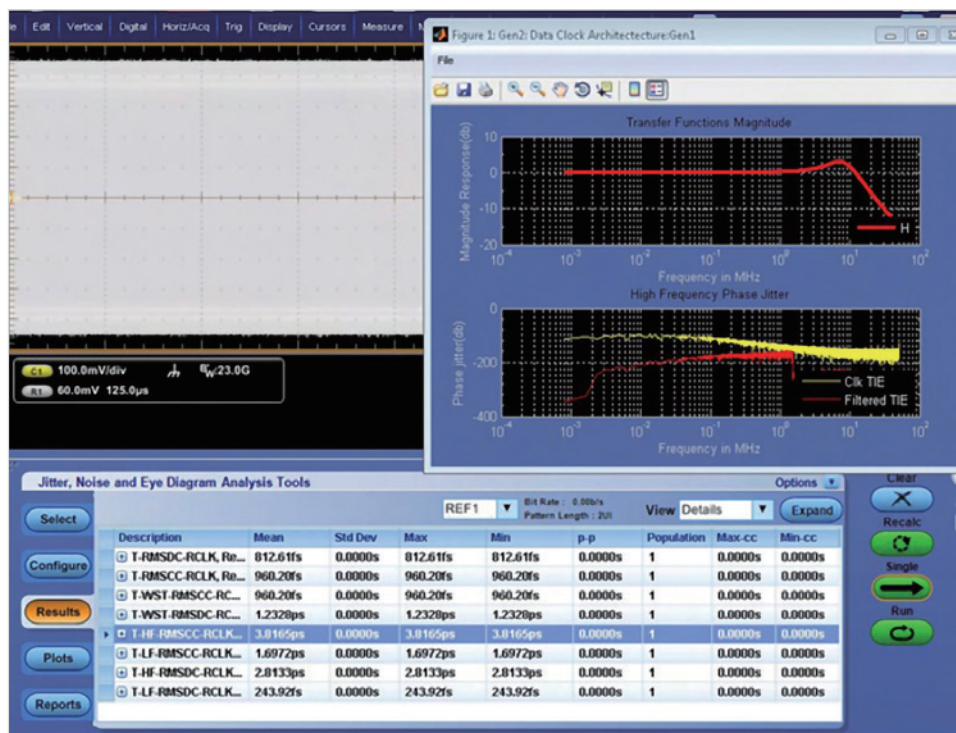 e Edit Vertical Digital Horiz/Acq Trig Display Cursors Measure M
Figure 1: Gen2: Data Clock Architectecture:Gen1
File
Transfer Functions Magnitude
Magnitude Response(db)
10
0
-10
-20
H
10^-4 10^-3 10^-2 10^-1 10^0 10^1 10^2
Frequency in MHz
High Frequency Phase Jitter
Phase jitter(db)
0
-200
-400
Clk TIE
Filtered TIE
10^-4 10^-3 10^-2 10^-1 10^0 10^1 10^2
Frequency in MHz
C1 100.0mV/div BW:23.0G
R1 60.0mV 125.0µs
Jitter, Noise and Eye Diagram Analysis Tools Options
Select
Configure
Results
Plots
Reports
REF1 Bit Rate : 0.00b/s View Details Expand
Pattern Length : 2UI
Description Mean Std Dev Max Min p-p Population Max-cc Min-cc
T-RMSDC-RCLK, Re... 812.61fs 0.0000s 812.61fs 812.61fs 0.0000s 1 0.0000s 0.0000s
T-RMSCC-RCLK, Re... 960.20fs 0.0000s 960.20fs 960.20fs 0.0000s 1 0.0000s 0.0000s
T-WST-RMSCC-RC... 960.20fs 0.0000s 960.20fs 960.20fs 0.0000s 1 0.0000s 0.0000s
T-WST-RMSDC-RC... 1.2328ps 0.0000s 1.2328ps 1.2328ps 0.0000s 1 0.0000s 0.0000s
T-HF-RMSCC-RCLK... 3.8165ps 0.0000s 3.8165ps 3.8165ps 0.0000s 1 0.0000s 0.0000s
T-LF-RMSCC-RCLK... 1.6972ps 0.0000s 1.6972ps 1.6972ps 0.0000s 1 0.0000s 0.0000s
T-HF-RMSDC-RCLK... 2.8133ps 0.0000s 2.8133ps 2.8133ps 0.0000s 1 0.0000s 0.0000s
T-LF-RMSDC-RCLK... 243.92fs 0.0000s 243.92fs 243.92fs 0.0000s 1 0.0000s 0.0000s
Clear
Recalc
Single
Run